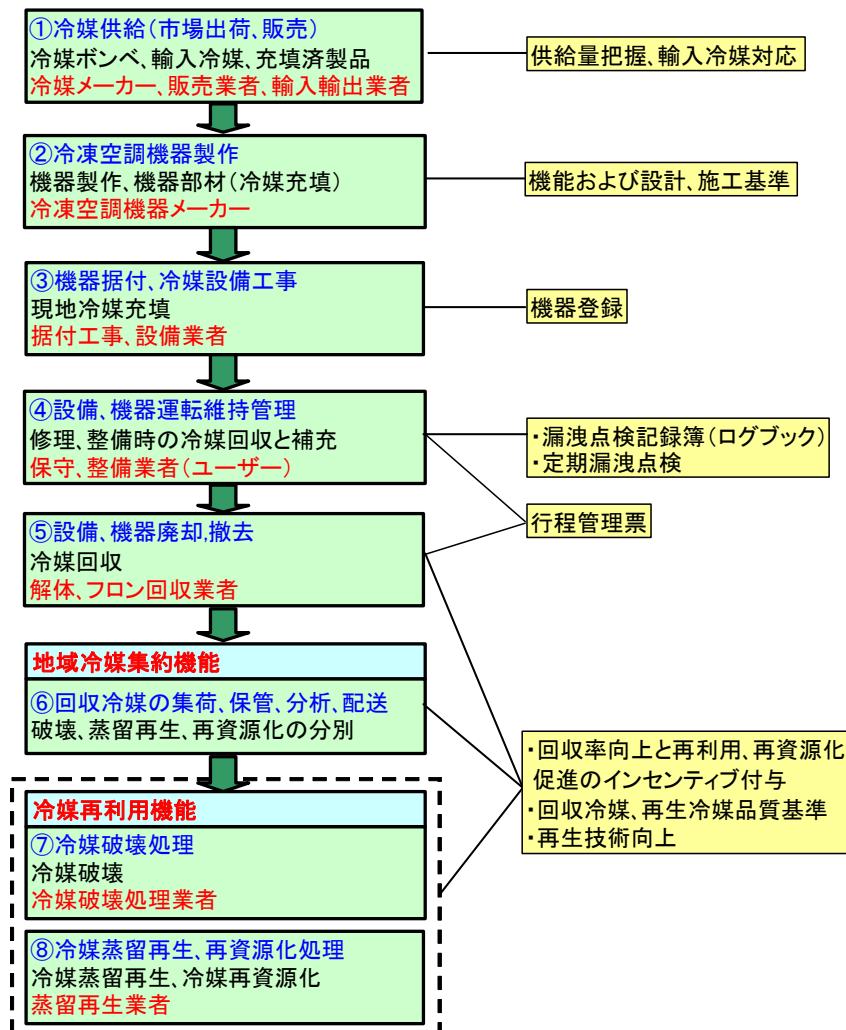 ①冷媒供給（市場出荷、販売）
冷媒ボンベ、輸入冷媒、充填済製品
冷媒メーカー、販売業者、輸入輸出業者
供給量把握、輸入冷媒対応
②冷凍空調機器製作
機器製作、機器部材（冷媒充填）
冷凍空調機器メーカー
機能および設計、施工基準
③機器据付、冷媒設備工事
現地冷媒充填
据付工事、設備業者
機器登録
④設備、機器運転維持管理
修理、整備時の冷媒回収と補充
保守、整備業者（ユーザー）
・漏洩点検記録簿（ログブック）
・定期漏洩点検
行程管理票
⑤設備、機器廃却,撤去
冷媒回収
解体、フロン回収業者
地域冷媒集約機能
⑥回収冷媒の集荷、保管、分析、配送
破壊、蒸留再生、再資源化の分別
・回収率向上と再利用、再資源化
促進のインセンティブ付与
・回収冷媒、再生冷媒品質基準
・再生技術向上
冷媒再利用機能
⑦冷媒破壊処理
冷媒破壊
冷媒破壊処理業者
⑧冷媒蒸留再生、再資源化処理
冷媒蒸留再生、冷媒再資源化
蒸留再生業者